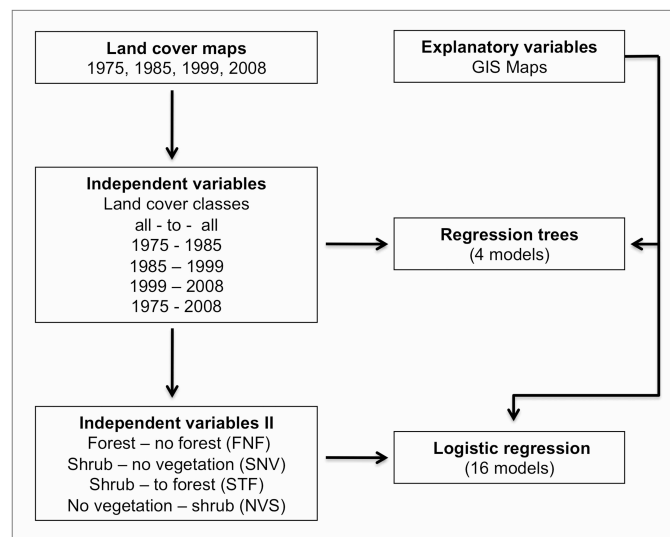 Land cover maps
1975, 1985, 1999, 2008
Explanatory variables
GIS Maps
Independent variables
Land cover classes
all - to - all
1975 - 1985
1985 – 1999
1999 – 2008
1975 - 2008
Regression trees
(4 models)
Independent variables II
Forest – no forest (FNF)
Shrub – no vegetation (SNV)
Shrub – to forest (STF)
No vegetation – shrub (NVS)
Logistic regression
(16 models)